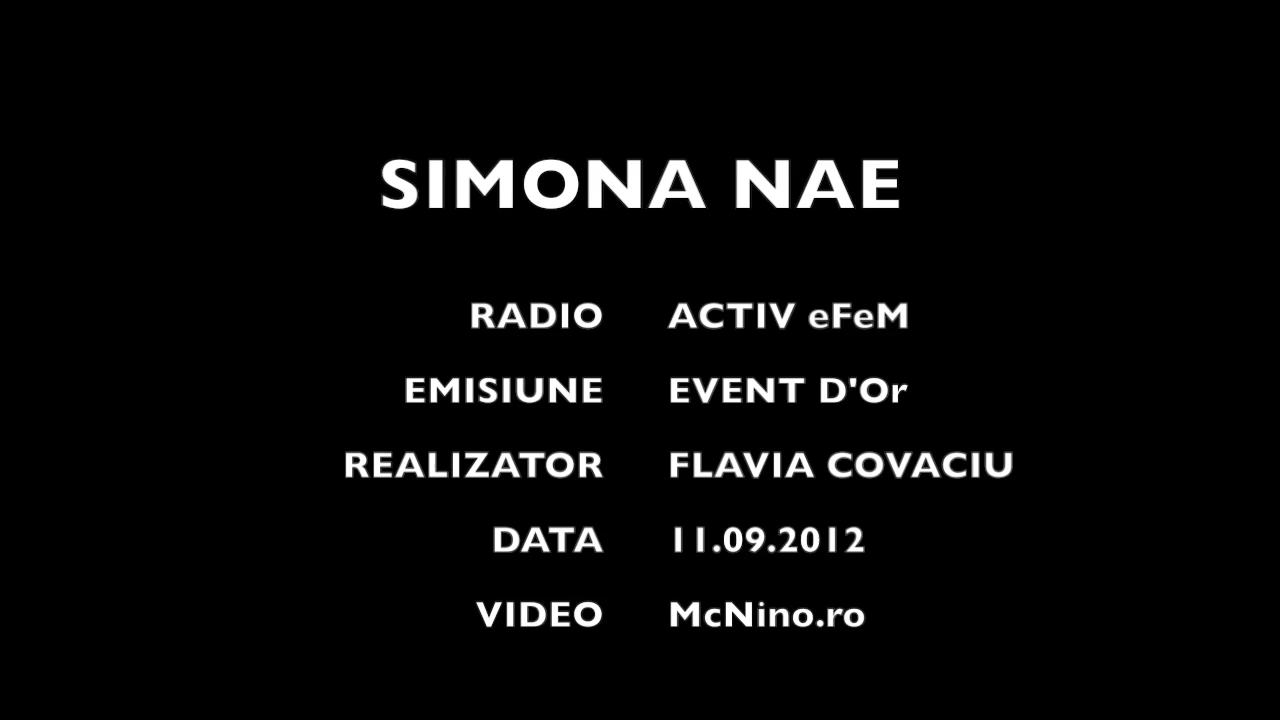 SIMONA NAE
RADIO ACTIV eFeM
EMISIUNE EVENT D'Or
REALIZATOR FLAVIA COVACIU
DATA 11.09.2012
VIDEO McNino.ro